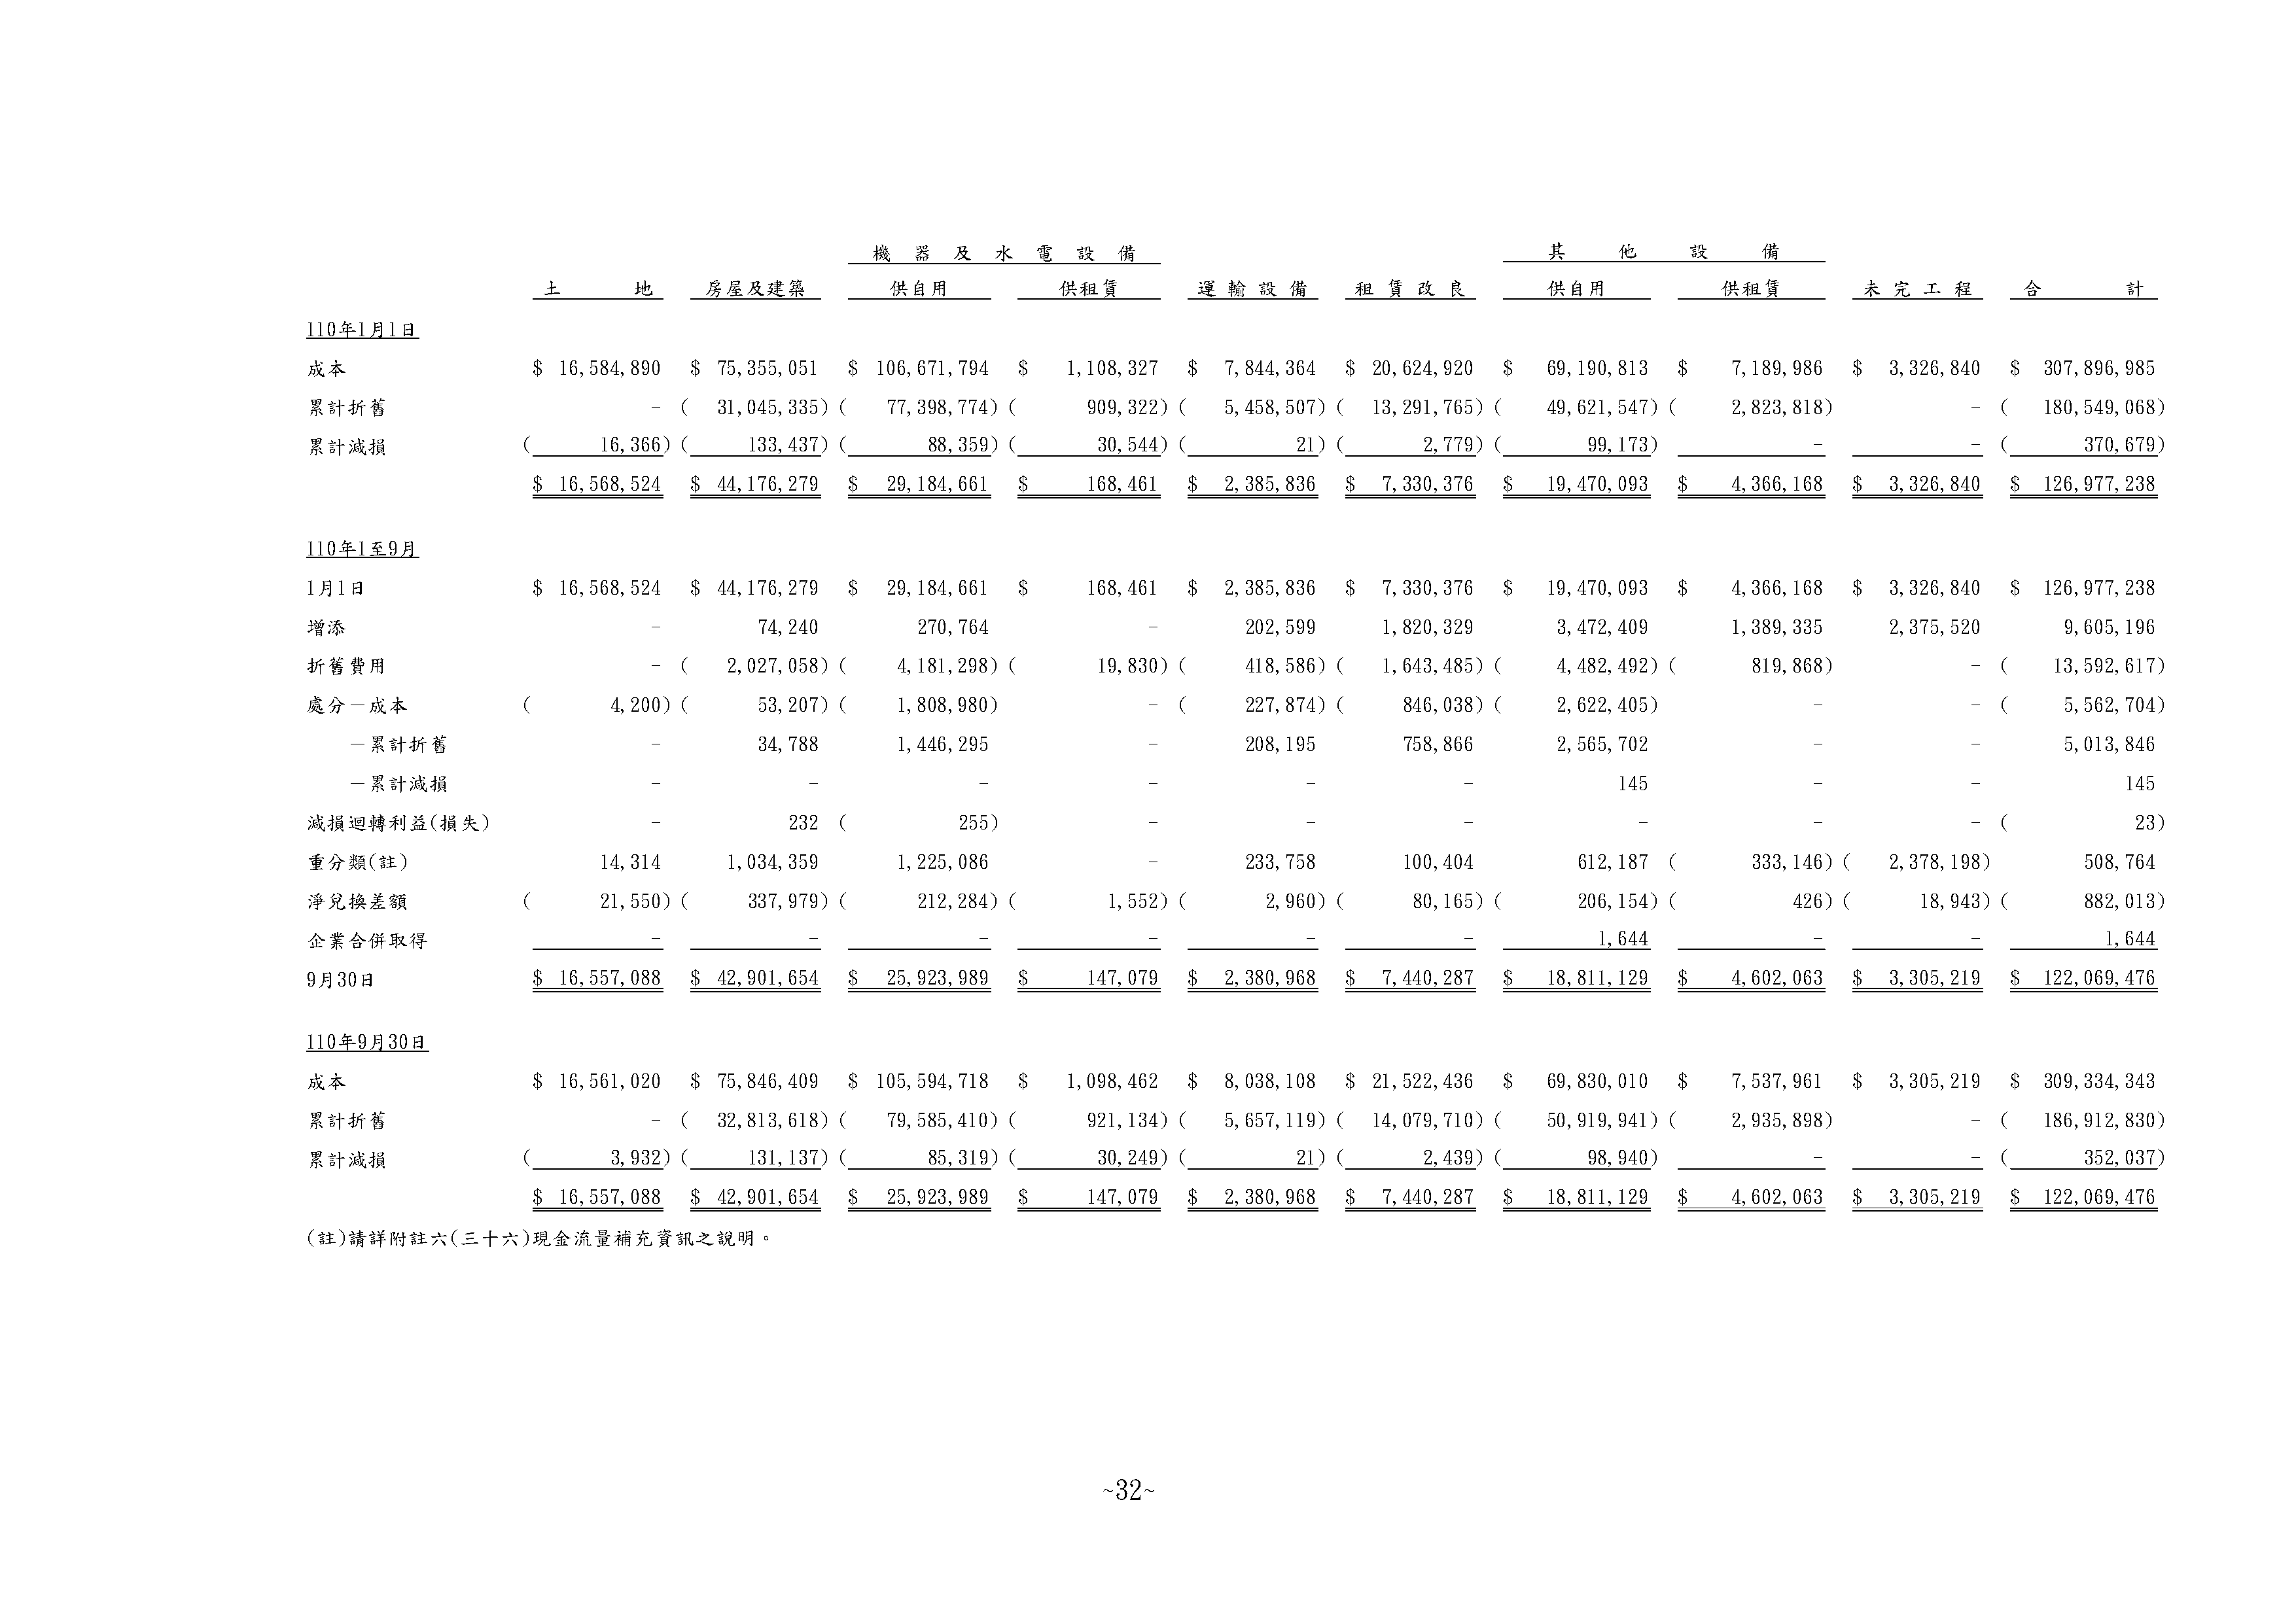 機器及水電設備 其他設備
土地 房屋及建築 供自用 供租賃 運輸設備 租賃改良 供自用 供租賃 未完工程 合計
110年1月1日
成本 $ 16,584,890 $ 75,355,051 $ 106,671,794 $ 1,108,327 $ 7,844,364 $ 20,624,920 $ 69,190,813 $ 7,189,986 $ 3,326,840 $ 307,896,985
累計折舊 - ( 31,045,335) ( 77,398,774) ( 909,322) ( 5,458,507) ( 13,291,765) ( 49,621,547) ( 2,823,818) - ( 180,549,068)
累計減損 ( 16,366) ( 133,437) ( 88,359) ( 30,544) ( 21) ( 2,779) ( 99,173) - - ( 370,679)
$ 16,568,524 $ 44,176,279 $ 29,184,661 $ 168,461 $ 2,385,836 $ 7,330,376 $ 19,470,093 $ 4,366,168 $ 3,326,840 $ 126,977,238
110年1至9月
1月1日 $ 16,568,524 $ 44,176,279 $ 29,184,661 $ 168,461 $ 2,385,836 $ 7,330,376 $ 19,470,093 $ 4,366,168 $ 3,326,840 $ 126,977,238
增添 - 74,240 270,764 - 202,599 1,820,329 3,472,409 1,389,335 2,375,520 9,605,196
折舊費用 - ( 2,027,058) ( 4,181,298) ( 19,830) ( 418,586) ( 1,643,485) ( 4,482,492) ( 819,868) - ( 13,592,617)
處分－成本 ( 4,200) ( 53,207) ( 1,808,980) - ( 227,874) ( 846,038) ( 2,622,405) - - ( 5,562,704)
－累計折舊 - 34,788 1,446,295 - 208,195 758,866 2,565,702 - - 5,013,846
－累計減損 - - - - - - 145 - - 145
減損迴轉利益(損失) - 232 ( 255) - - - - - - ( 23)
重分類(註) 14,314 1,034,359 1,225,086 - 233,758 100,404 612,187 ( 333,146) ( 2,378,198) 508,764
淨兌換差額 ( 21,550) ( 337,979) ( 212,284) ( 1,552) ( 2,960) ( 80,165) ( 206,154) ( 426) ( 18,943) ( 882,013)
企業合併取得 - - - - - - 1,644 - - 1,644
9月30日 $ 16,557,088 $ 42,901,654 $ 25,923,989 $ 147,079 $ 2,380,968 $ 7,440,287 $ 18,811,129 $ 4,602,063 $ 3,305,219 $ 122,069,476
110年9月30日
成本 $ 16,561,020 $ 75,846,409 $ 105,594,718 $ 1,098,462 $ 8,038,108 $ 21,522,436 $ 69,830,010 $ 7,537,961 $ 3,305,219 $ 309,334,343
累計折舊 - ( 32,813,618) ( 79,585,410) ( 921,134) ( 5,657,119) ( 14,079,710) ( 50,919,941) ( 2,935,898) - ( 186,912,830)
累計減損 ( 3,932) ( 131,137) ( 85,319) ( 30,249) ( 21) ( 2,439) ( 98,940) - - ( 352,037)
$ 16,557,088 $ 42,901,654 $ 25,923,989 $ 147,079 $ 2,380,968 $ 7,440,287 $ 18,811,129 $ 4,602,063 $ 3,305,219 $ 122,069,476
(註)請詳附註六(三十六)現金流量補充資訊之說明。
~32~